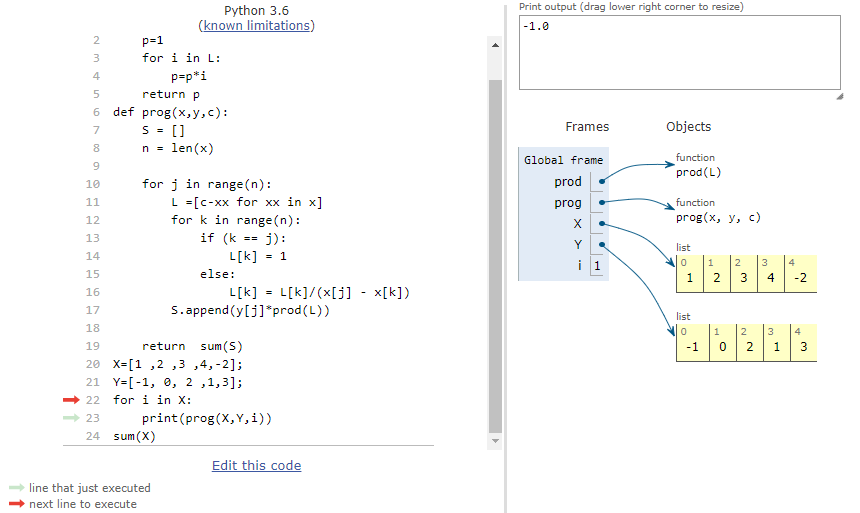 Python 3.6
(known limitations)
2 p=1
3 for i in L:
4 p=p*i
5 return p
6 def prog(x,y,c):
7 S = []
8 n = len(x)
9
10 for j in range(n):
11 L =[c-xx for xx in x]
12 for k in range(n):
13 if (k == j):
14 L[k] = 1
15 else:
16 L[k] = L[k]/(x[j] - x[k])
17 S.append(y[j]*prod(L))
18
19 return  sum(S)
20 X=[1 ,2 ,3 ,4,-2];
21 Y=[-1, 0, 2 ,1,3];
22 for i in X:
23 print(prog(X,Y,i))
24 sum(X)
Edit this code
line that just executed
next line to execute
Print output (drag lower right corner to resize)
-1.0
Frames
Objects
Global frame
prod
prog
X
Y
i 1
function
prod(L)
function
prog(x, y, c)
list
0 1 2 3 4
1 2 3 4 -2
list
0 1 2 3 4
-1 0 2 1 3